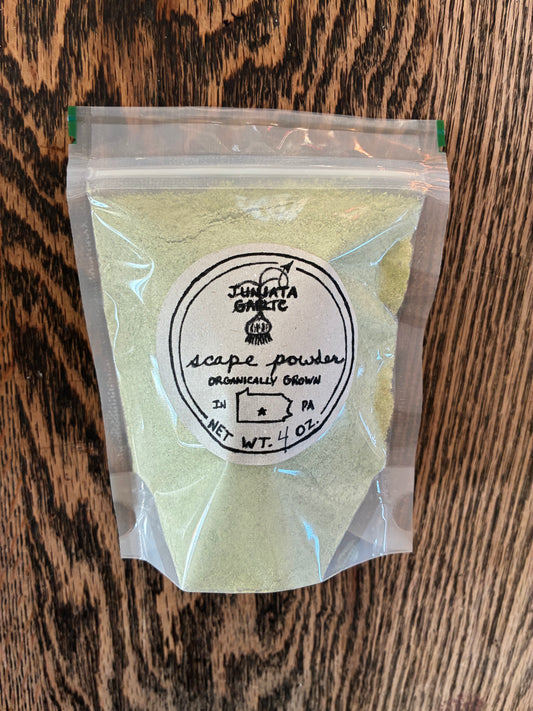 JUNIATA
GARLIC
scape powder
ORGANICALLY GROWN
IN PA
NET WT. 4 OZ.